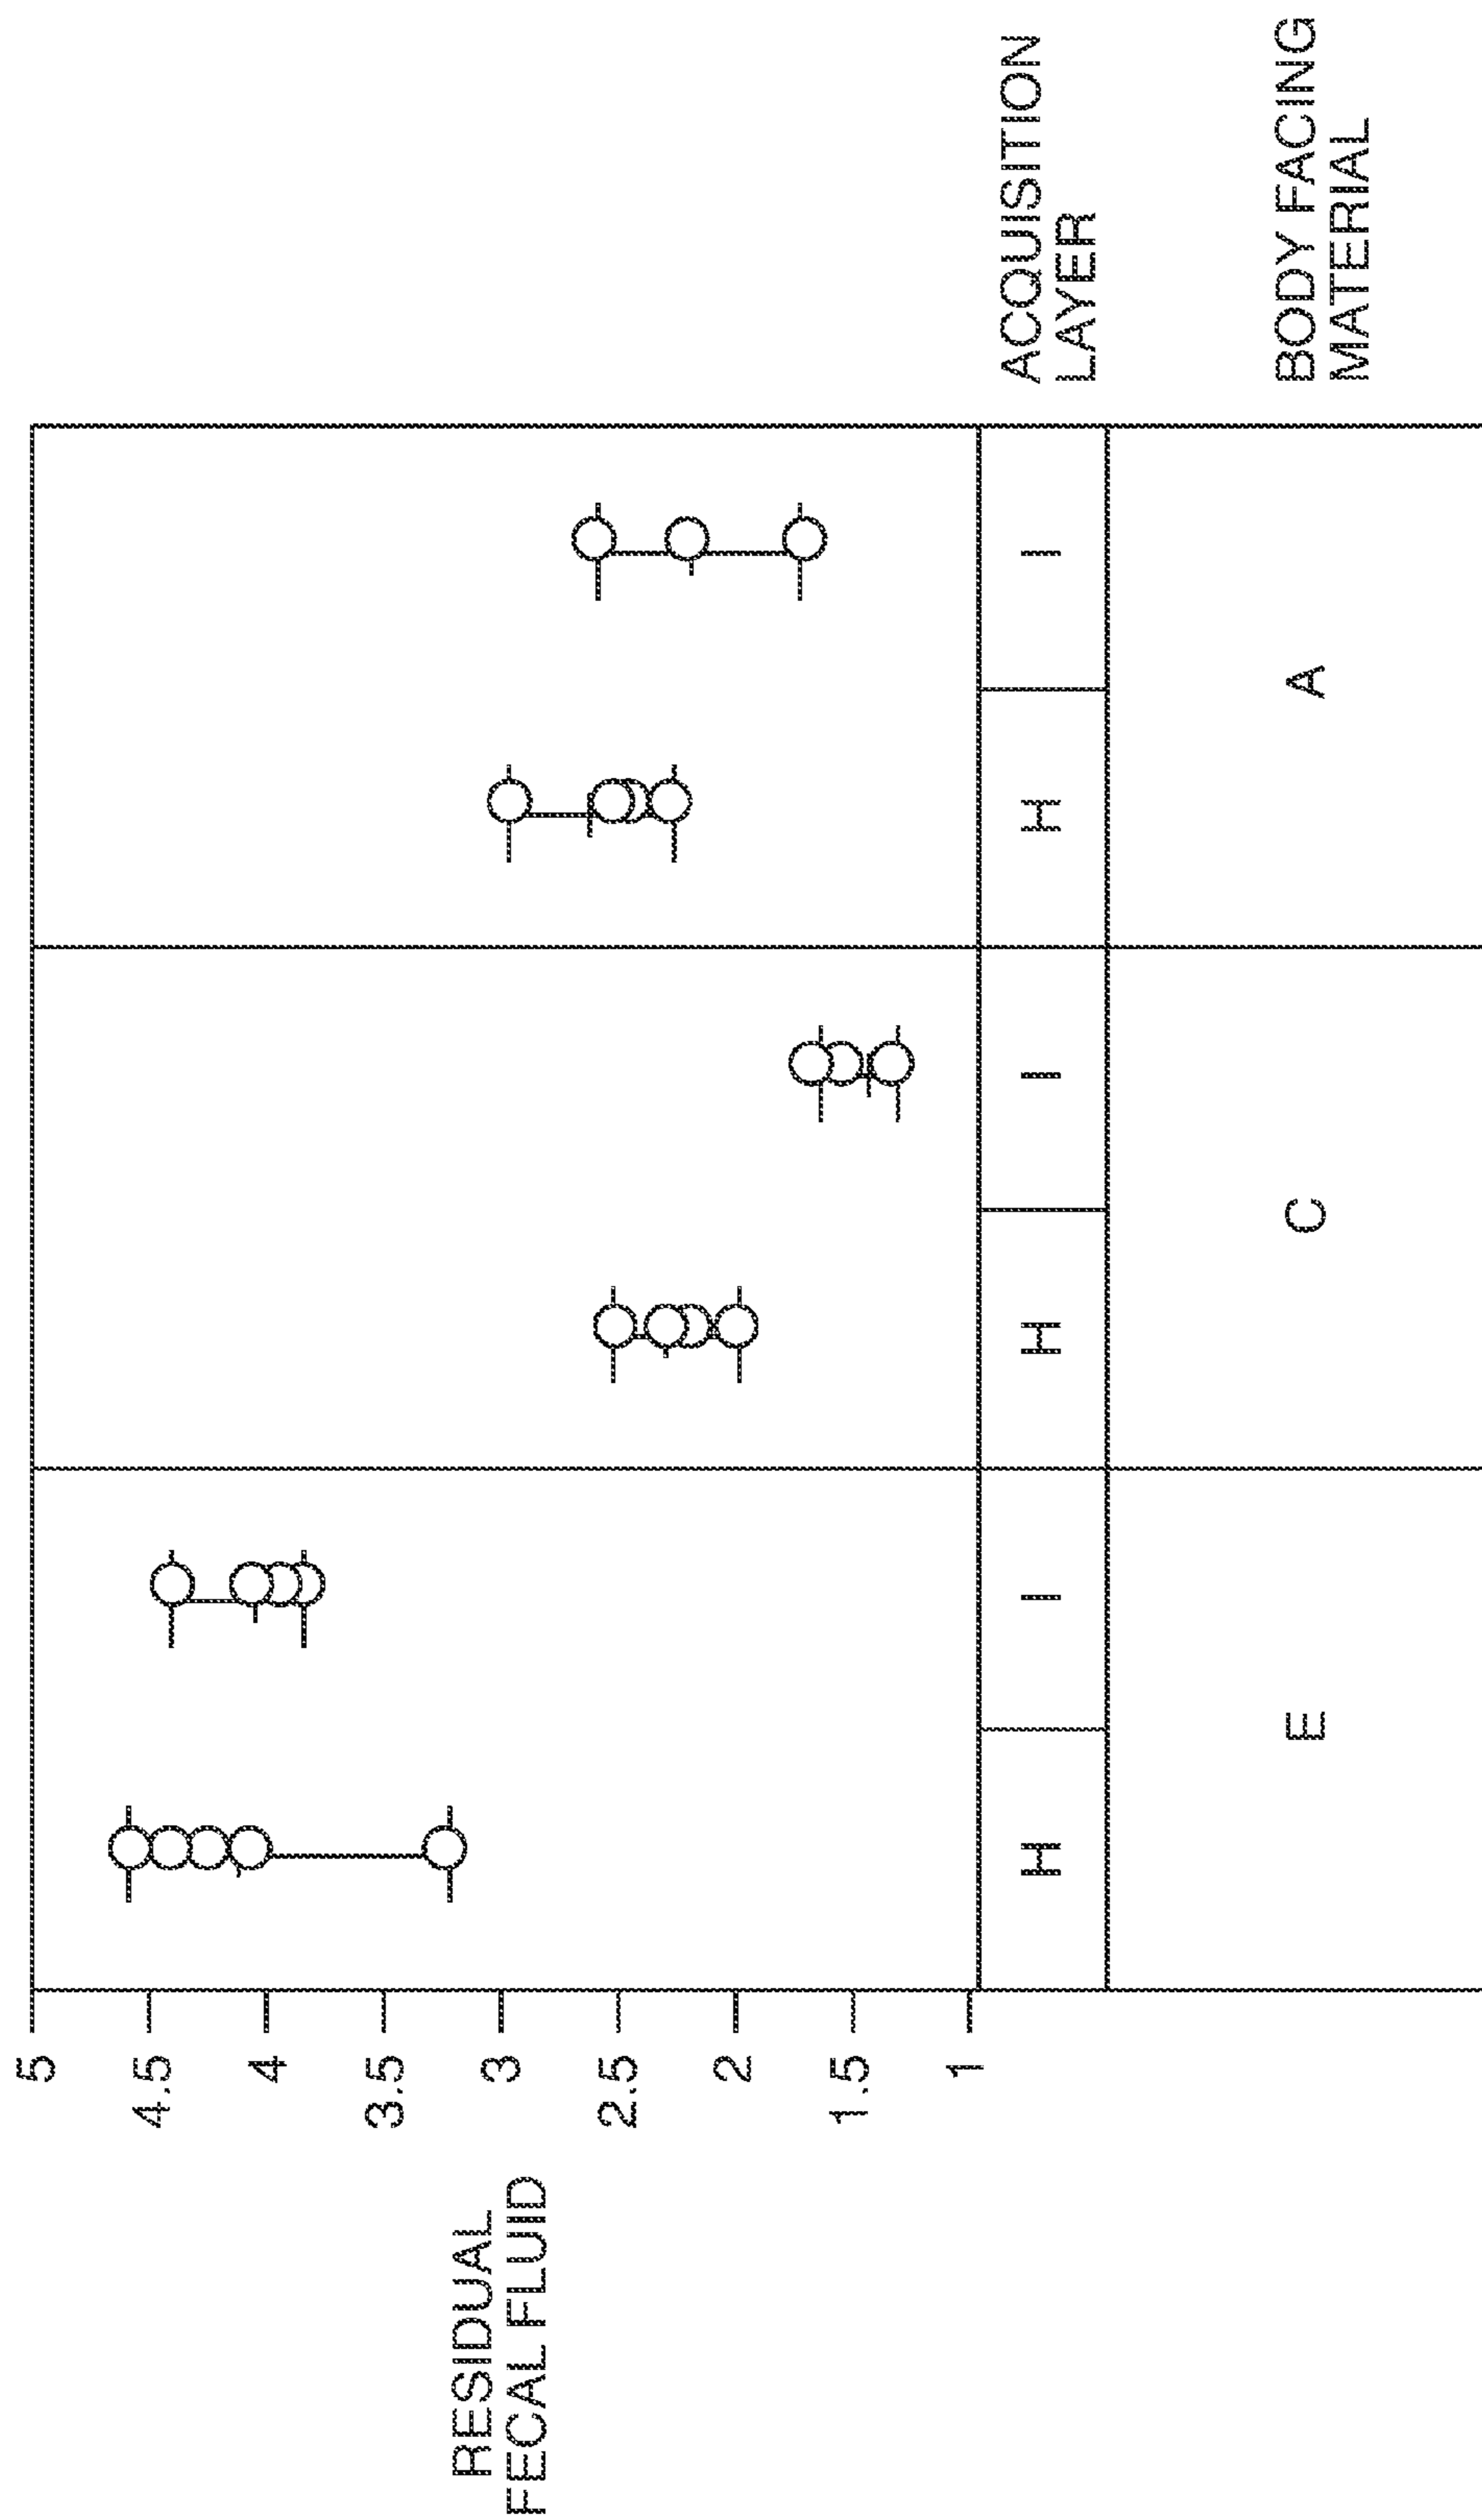 5
4.5
4
3.5
3
2.5
2
1.5
1
RESIDUAL
FECAL FLUID
H
I
H
I
H
I
ACQUISITION
LAYER
E
C
A
BODY FACING
MATERIAL